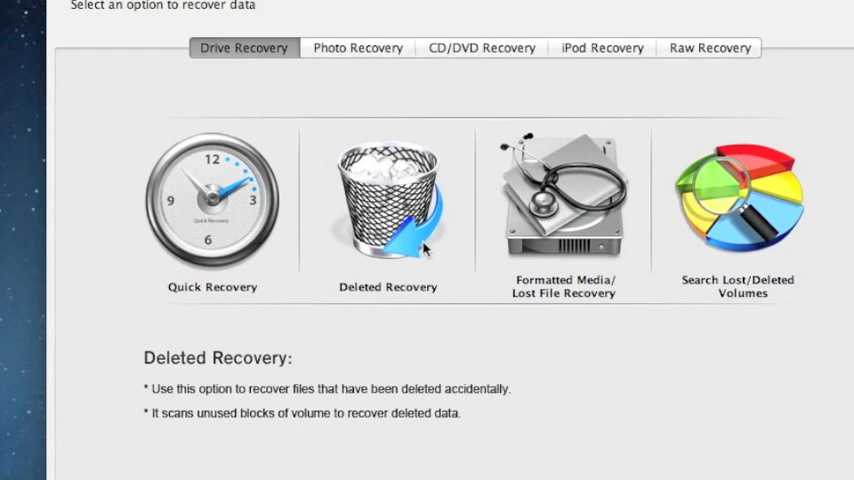 Select an option to recover data
Drive Recovery
Photo Recovery
CD/DVD Recovery
iPod Recovery
Raw Recovery
12
9
3
6
Quick Recovery
Quick Recovery
Deleted Recovery
Formatted Media/
Lost File Recovery
Search Lost/Deleted
Volumes
Deleted Recovery:
* Use this option to recover files that have been deleted accidentally.
* It scans unused blocks of volume to recover deleted data.